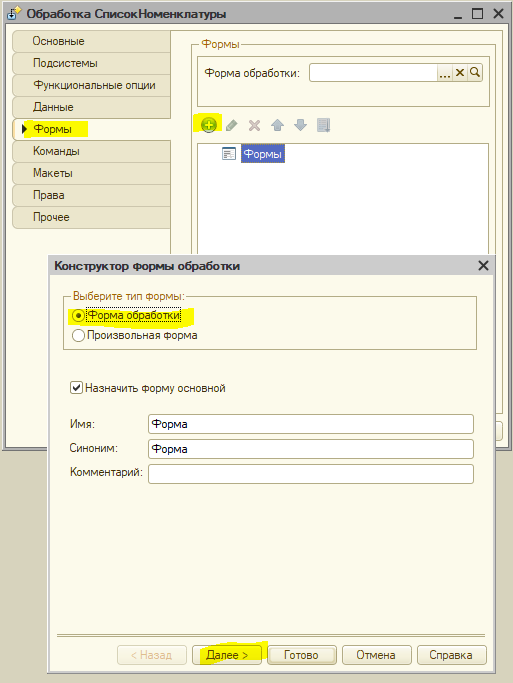 Обработка СписокНоменклатуры
Основные
Подсистемы
Функциональные опции
Данные
Формы
Команды
Макеты
Права
Прочее
Формы
Форма обработки:
...
Формы
Конструктор формы обработки
Выберите тип формы:
Форма обработки
Произвольная форма
Назначить форму основной
Имя: Форма
Синоним: Форма
Комментарий:
< Назад Далее > Готово Отмена Справка